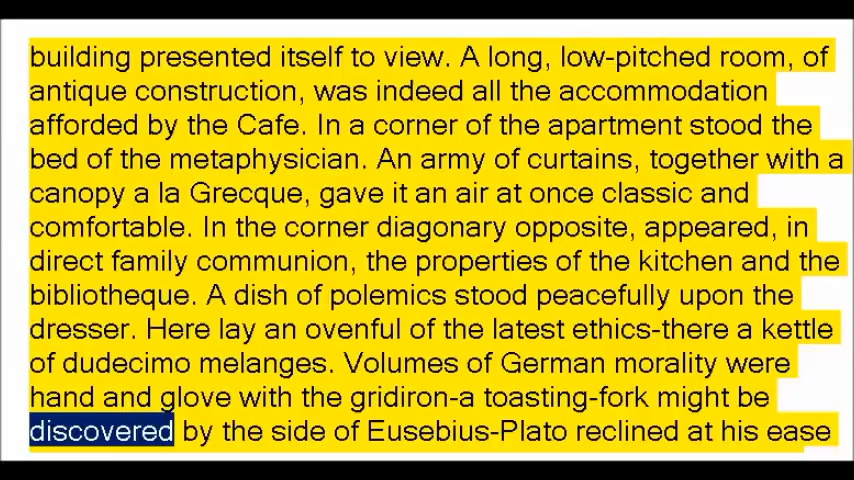 building presented itself to view. A long, low-pitched room, of
antique construction, was indeed all the accommodation
afforded by the Cafe. In a corner of the apartment stood the
bed of the metaphysician. An army of curtains, together with a
canopy a la Grecque, gave it an air at once classic and
comfortable. In the corner diagonary opposite, appeared, in
direct family communion, the properties of the kitchen and the
bibliotheque. A dish of polemics stood peacefully upon the
dresser. Here lay an ovenful of the latest ethics-there a kettle
of dudecimo melanges. Volumes of German morality were
hand and glove with the gridiron-a toasting-fork might be
discovered by the side of Eusebius-Plato reclined at his ease